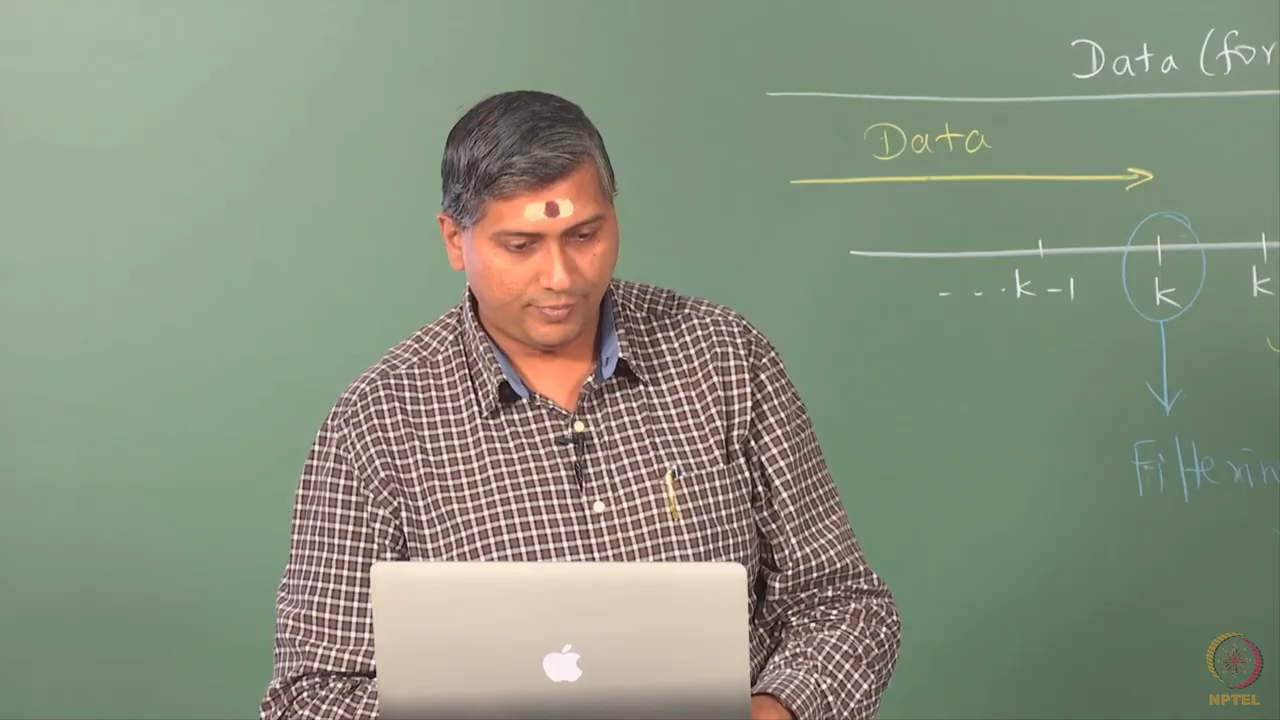 Data (for
Data
- - . . k-1 k k
Filterin
NPTEL